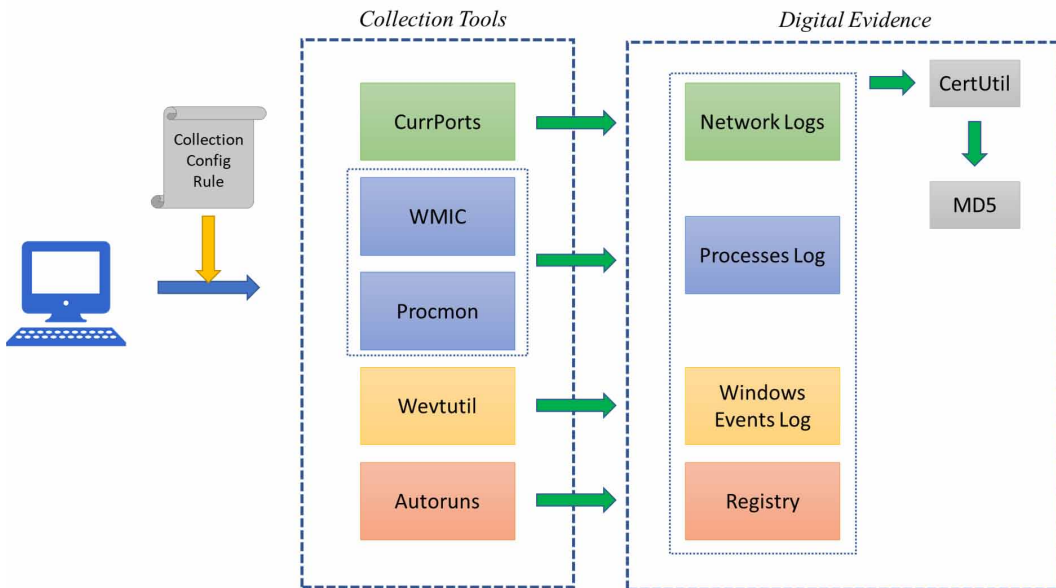 Collection Tools
Digital Evidence
Collection
Config
Rule
CurrPorts
WMIC
Procmon
Wevtutil
Autoruns
Network Logs
Processes Log
Windows
Events Log
Registry
CertUtil
MD5